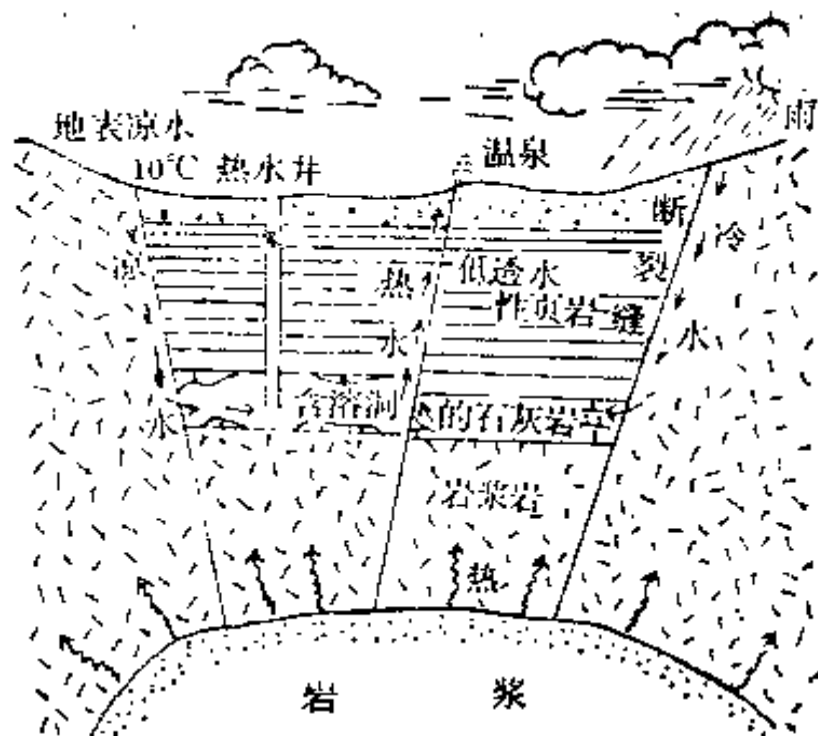 雨
地表凉水
温泉
10℃ 热水井
断裂缝
冷水
凉水
热水
低透水
性页岩
含溶洞
的石灰岩
岩浆岩
热
岩浆